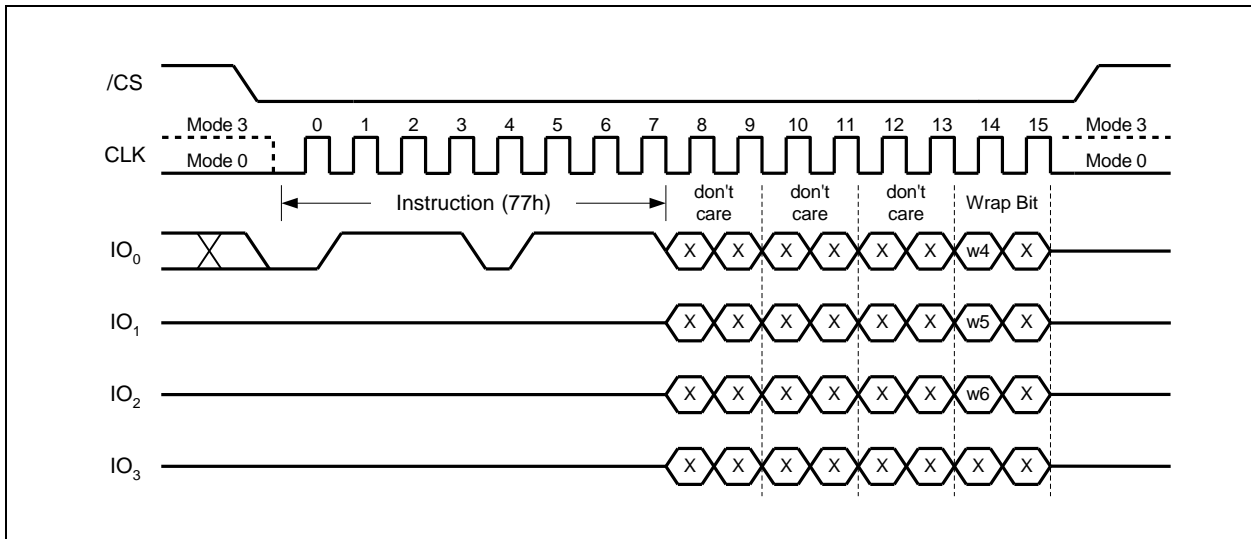 /CS
Mode 3 0 1 2 3 4 5 6 7 8 9 10 11 12 13 14 15 Mode 3
CLK
Mode 0 Mode 0
Instruction (77h) don't care don't care don't care Wrap Bit
IO0 X X X X X X w4 X
IO1 X X X X X X w5 X
IO2 X X X X X X w6 X
IO3 X X X X X X X X